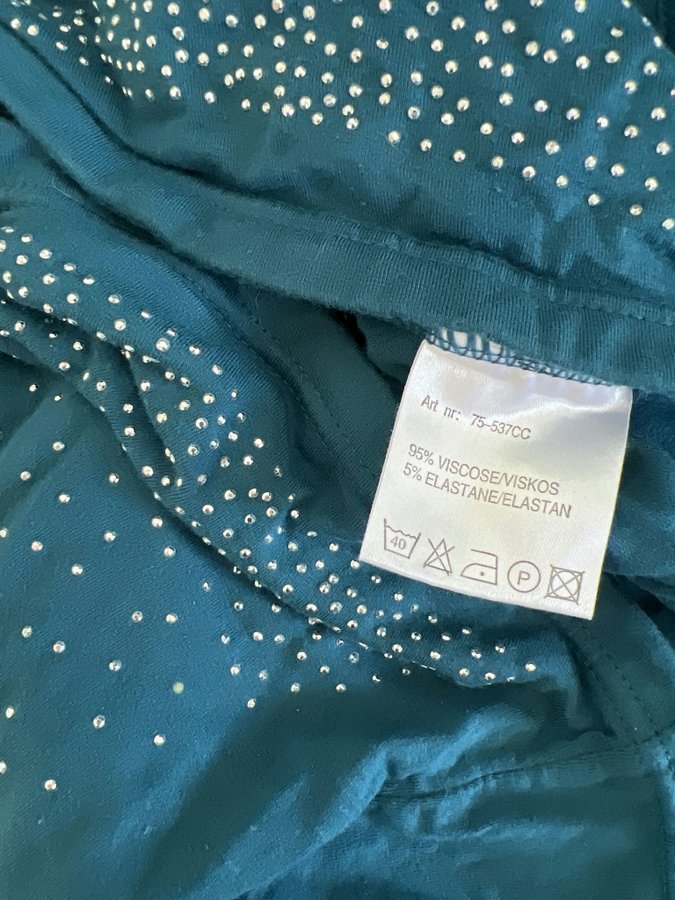 Art nr: 75-537CC
95% VISCOSE/VISKOS
5% ELASTANE/ELASTAN
40 P